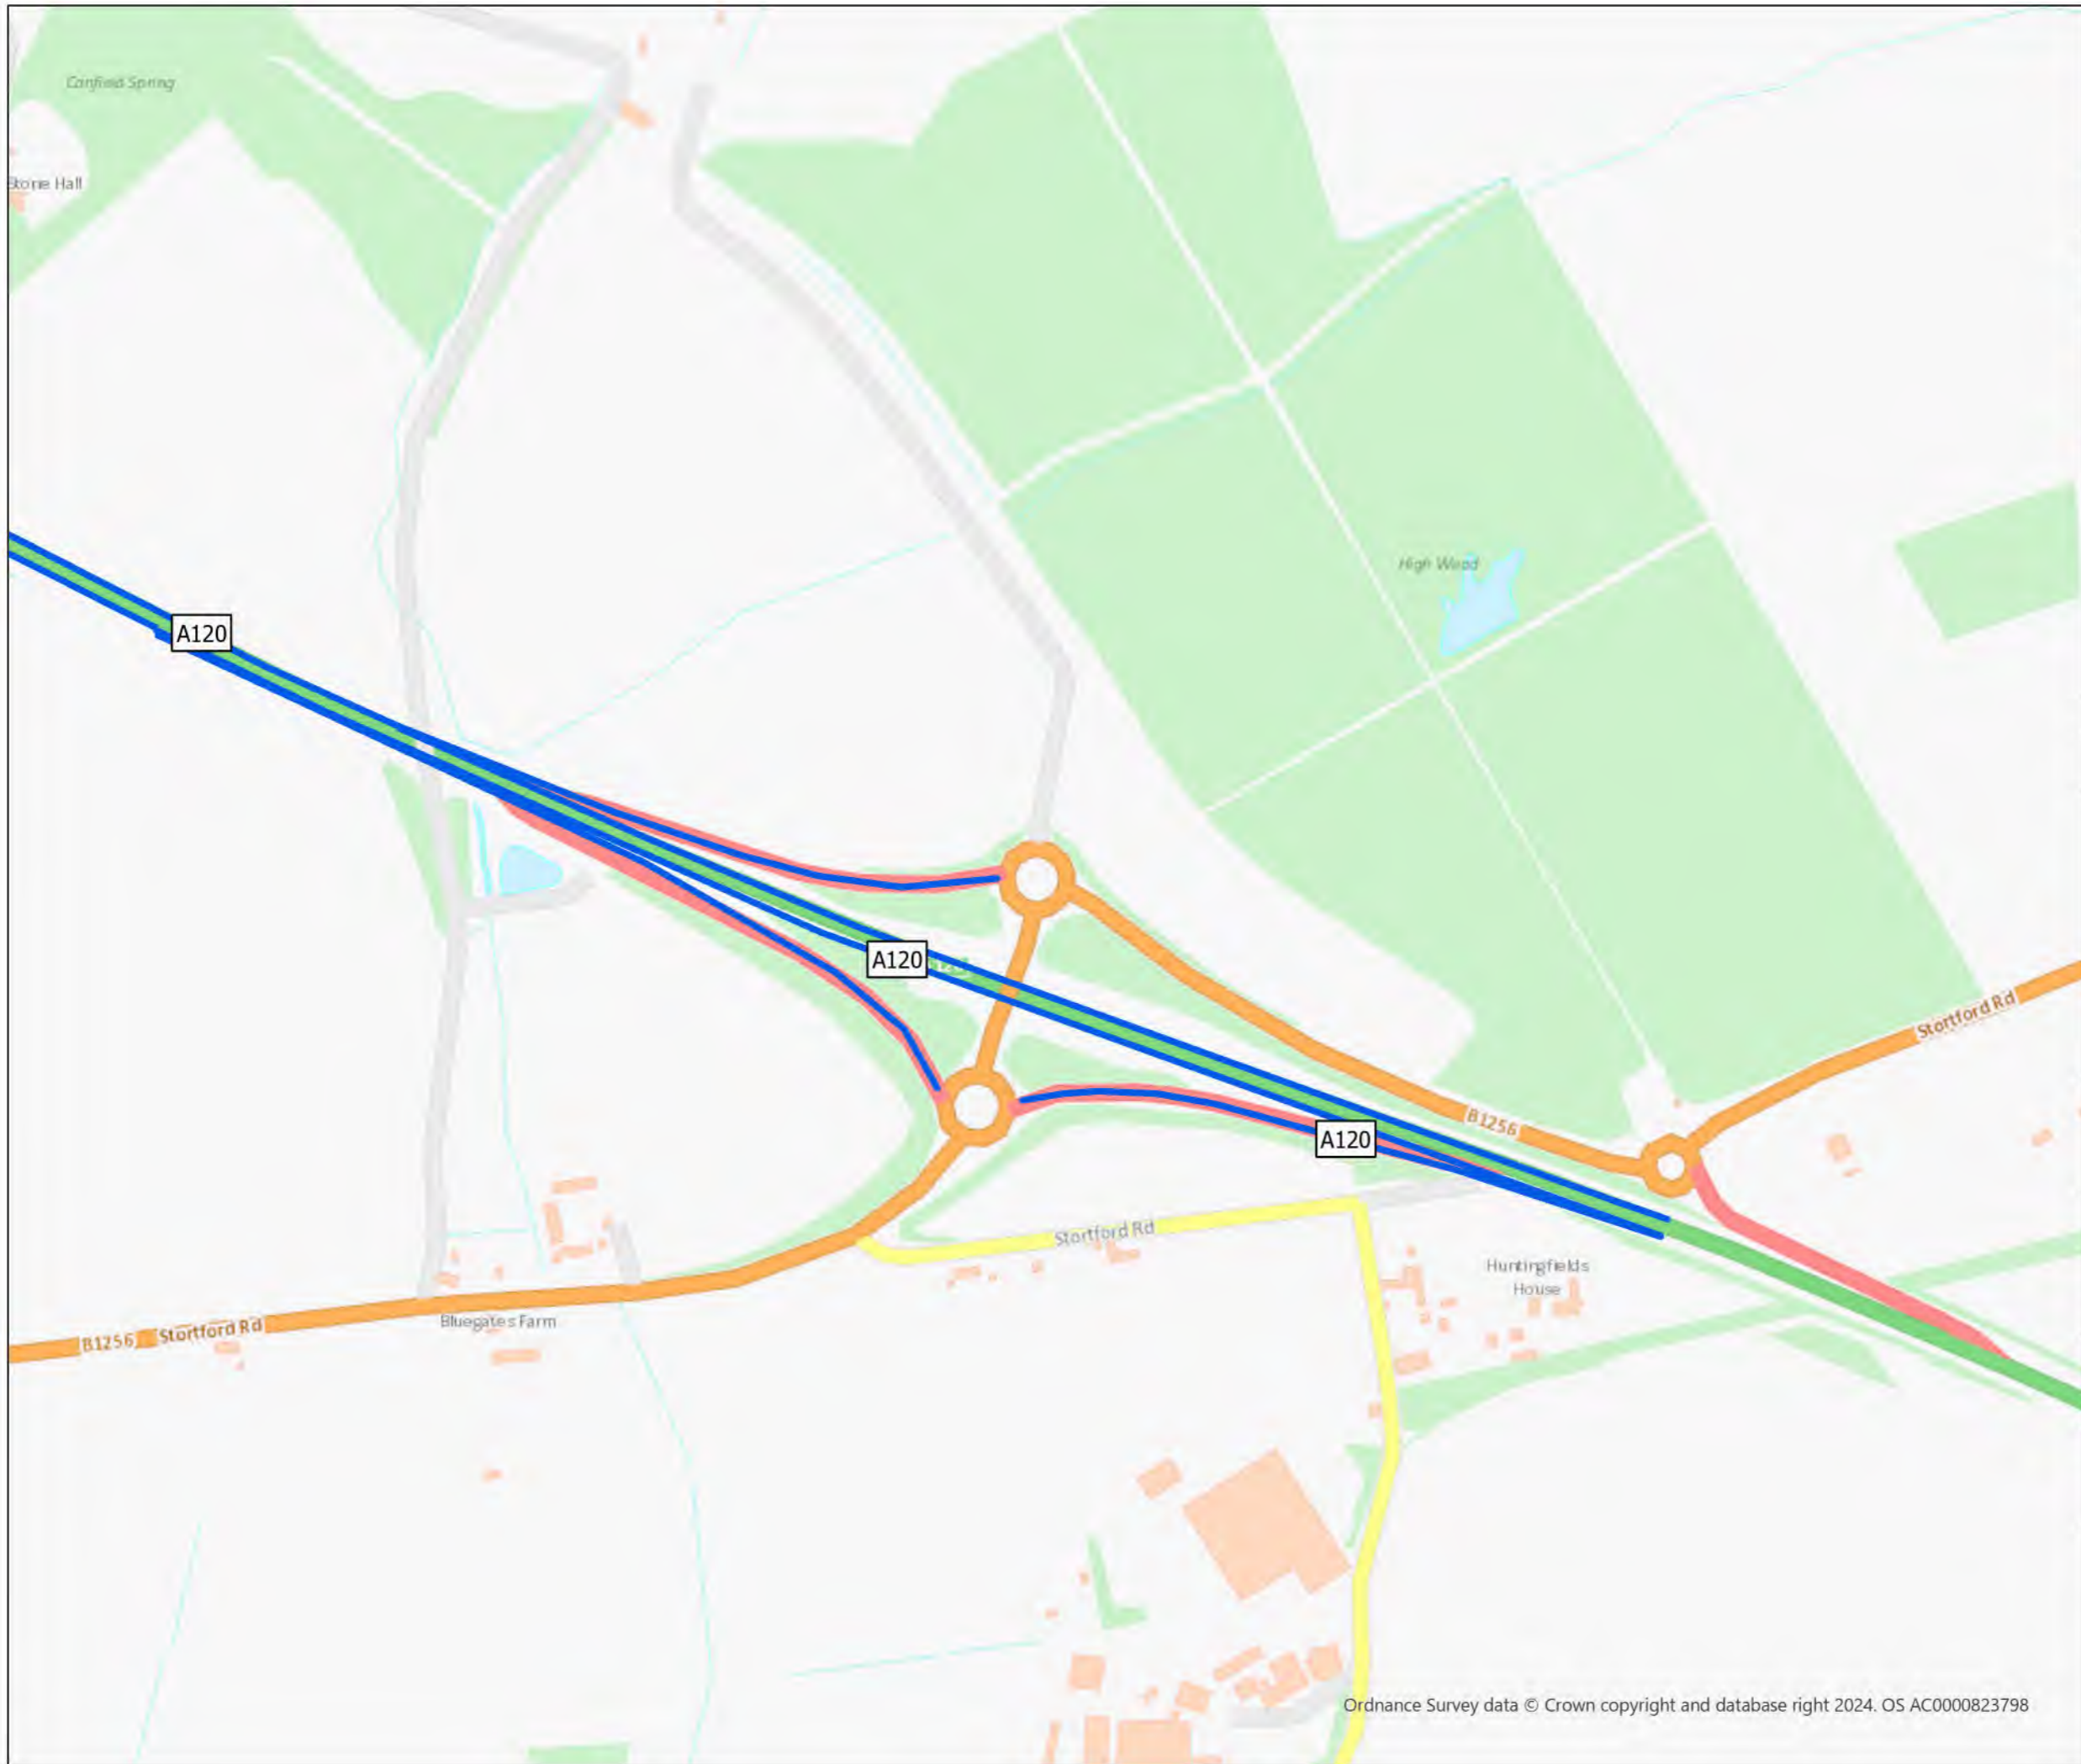 Canfield Spring
Stone Hall
High Wood
A120
A120
Stortford Rd
B1256
A120
Stortford Rd
Huntingfields
House
B1256
Stortford Rd
Bluegates Farm
Ordnance Survey data © Crown copyright and database right 2024. OS AC0000823798